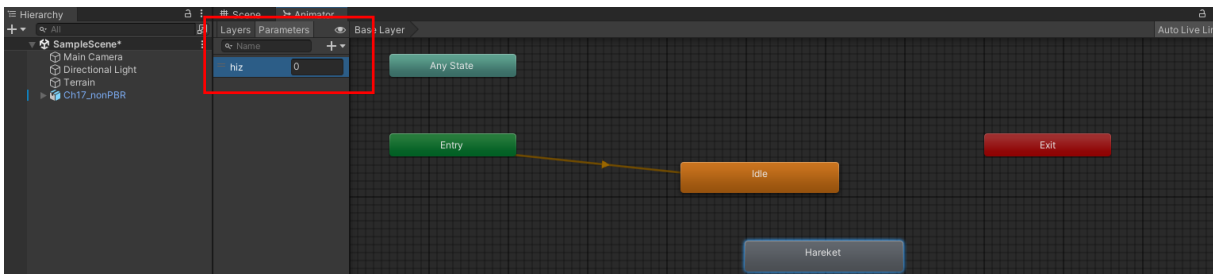 Hierarchy
All
SampleScene*
Main Camera
Directional Light
Terrain
Ch17_nonPBR
Scene Animator
Layers Parameters Base Layer Auto Live Lin
Name
hiz 0
Any State
Entry
Idle
Exit
Hareket